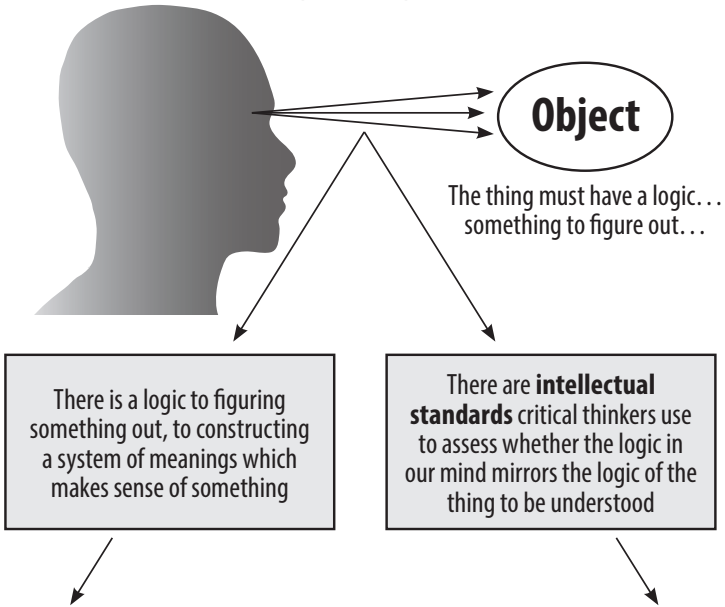 Object
The thing must have a logic…
something to figure out…
There is a logic to figuring
something out, to constructing
a system of meanings which
makes sense of something
There are intellectual
standards critical thinkers use
to assess whether the logic in
our mind mirrors the logic of the
thing to be understood